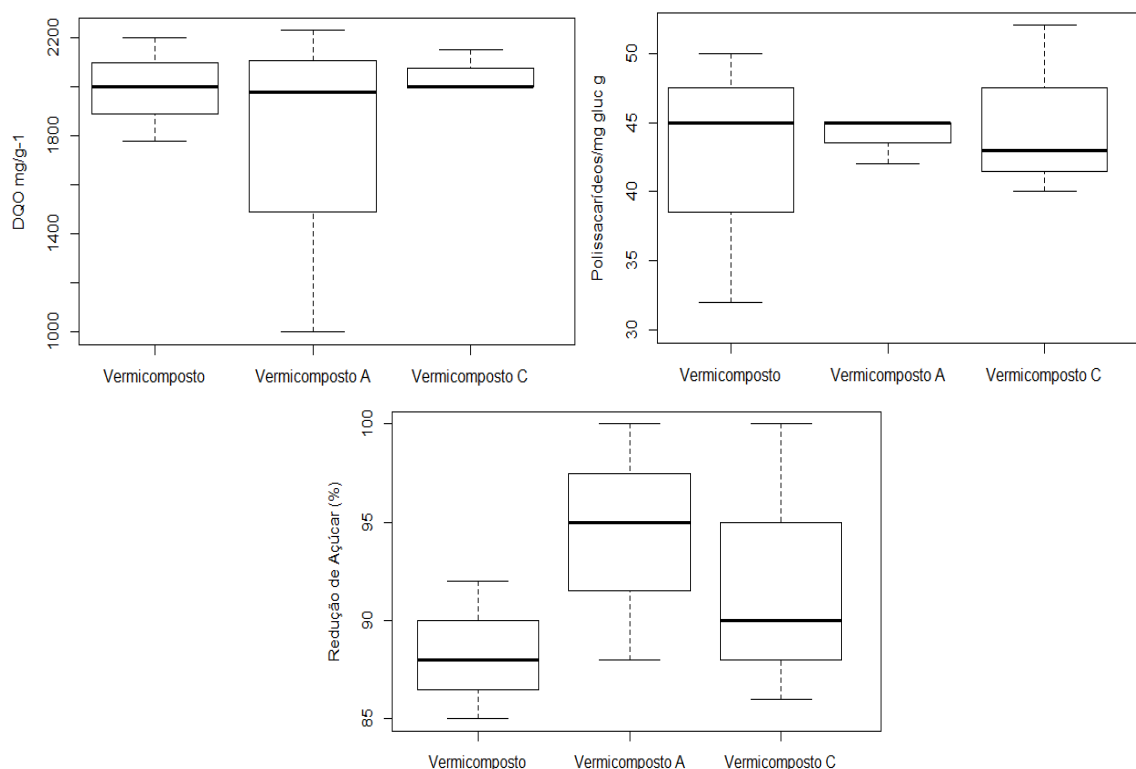 DQO mg/g-1
2200
1800
1400
1000
Vermicomposto
Vermicomposto A
Vermicomposto C
Polissacarídeos/mg gluc g
50
45
40
35
30
Vermicomposto
Vermicomposto A
Vermicomposto C
Redução de Açúcar (%)
100
95
90
85
Vermicomposto
Vermicomposto A
Vermicomposto C